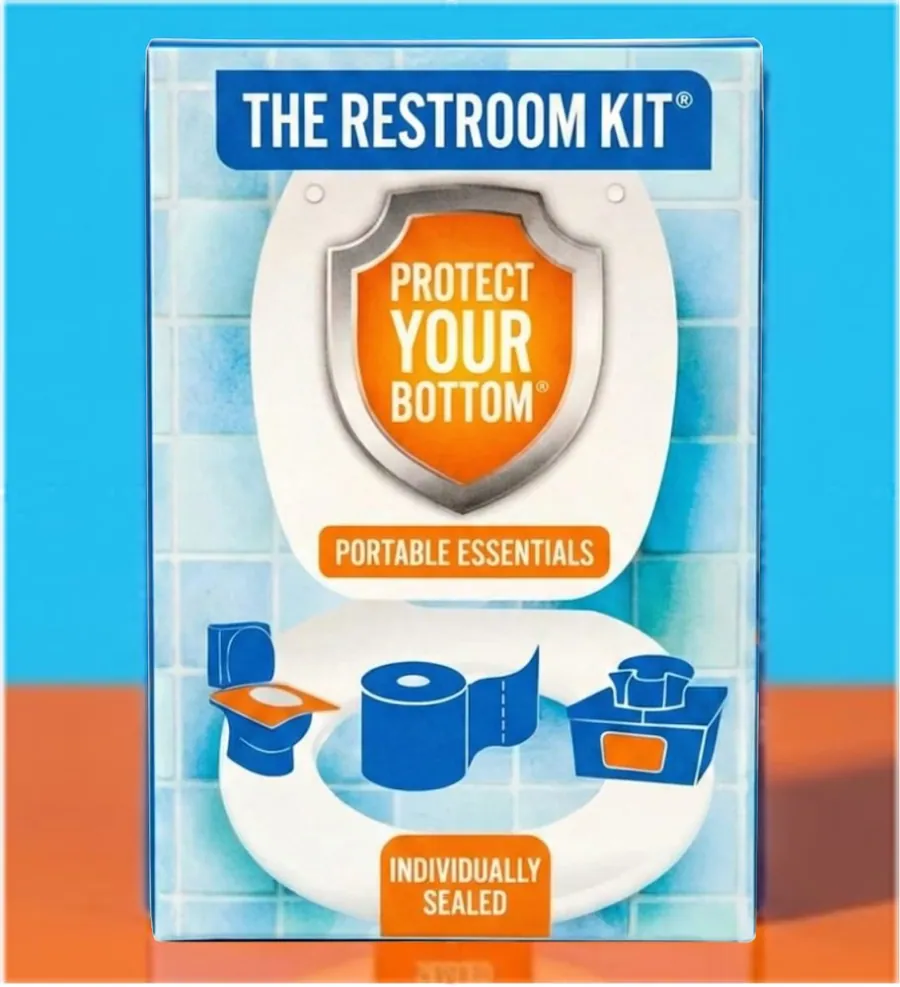 THE RESTROOM KIT®
PROTECT
YOUR
BOTTOM®
PORTABLE ESSENTIALS
INDIVIDUALLY
SEALED